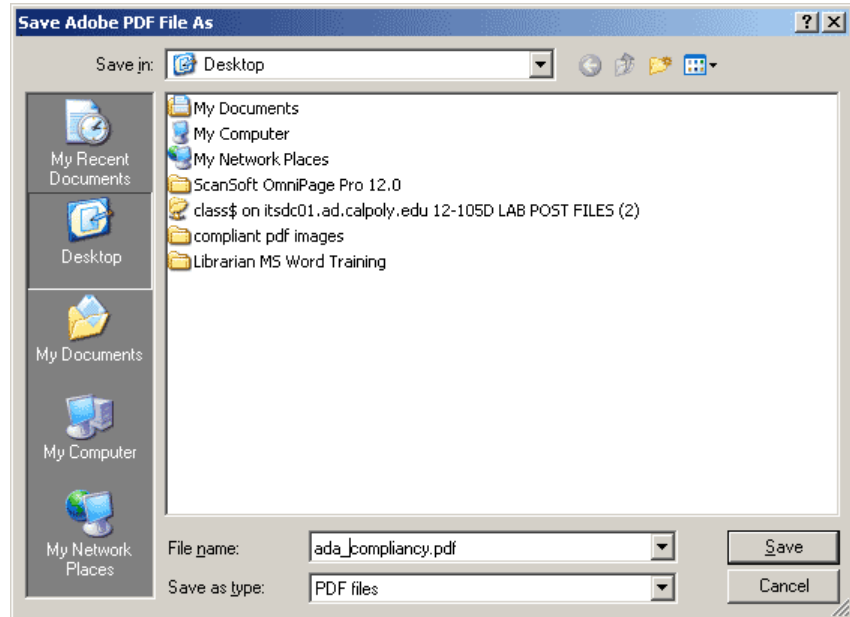 Save Adobe PDF File As
Save in: Desktop
My Recent
Documents
Desktop
My Documents
My Computer
My Network
Places
My Documents
My Computer
My Network Places
ScanSoft OmniPage Pro 12.0
class$ on itsdc01.ad.calpoly.edu 12-105D LAB POST FILES (2)
compliant pdf images
Librarian MS Word Training
File name: ada_compliancy.pdf Save
Save as type: PDF files Cancel